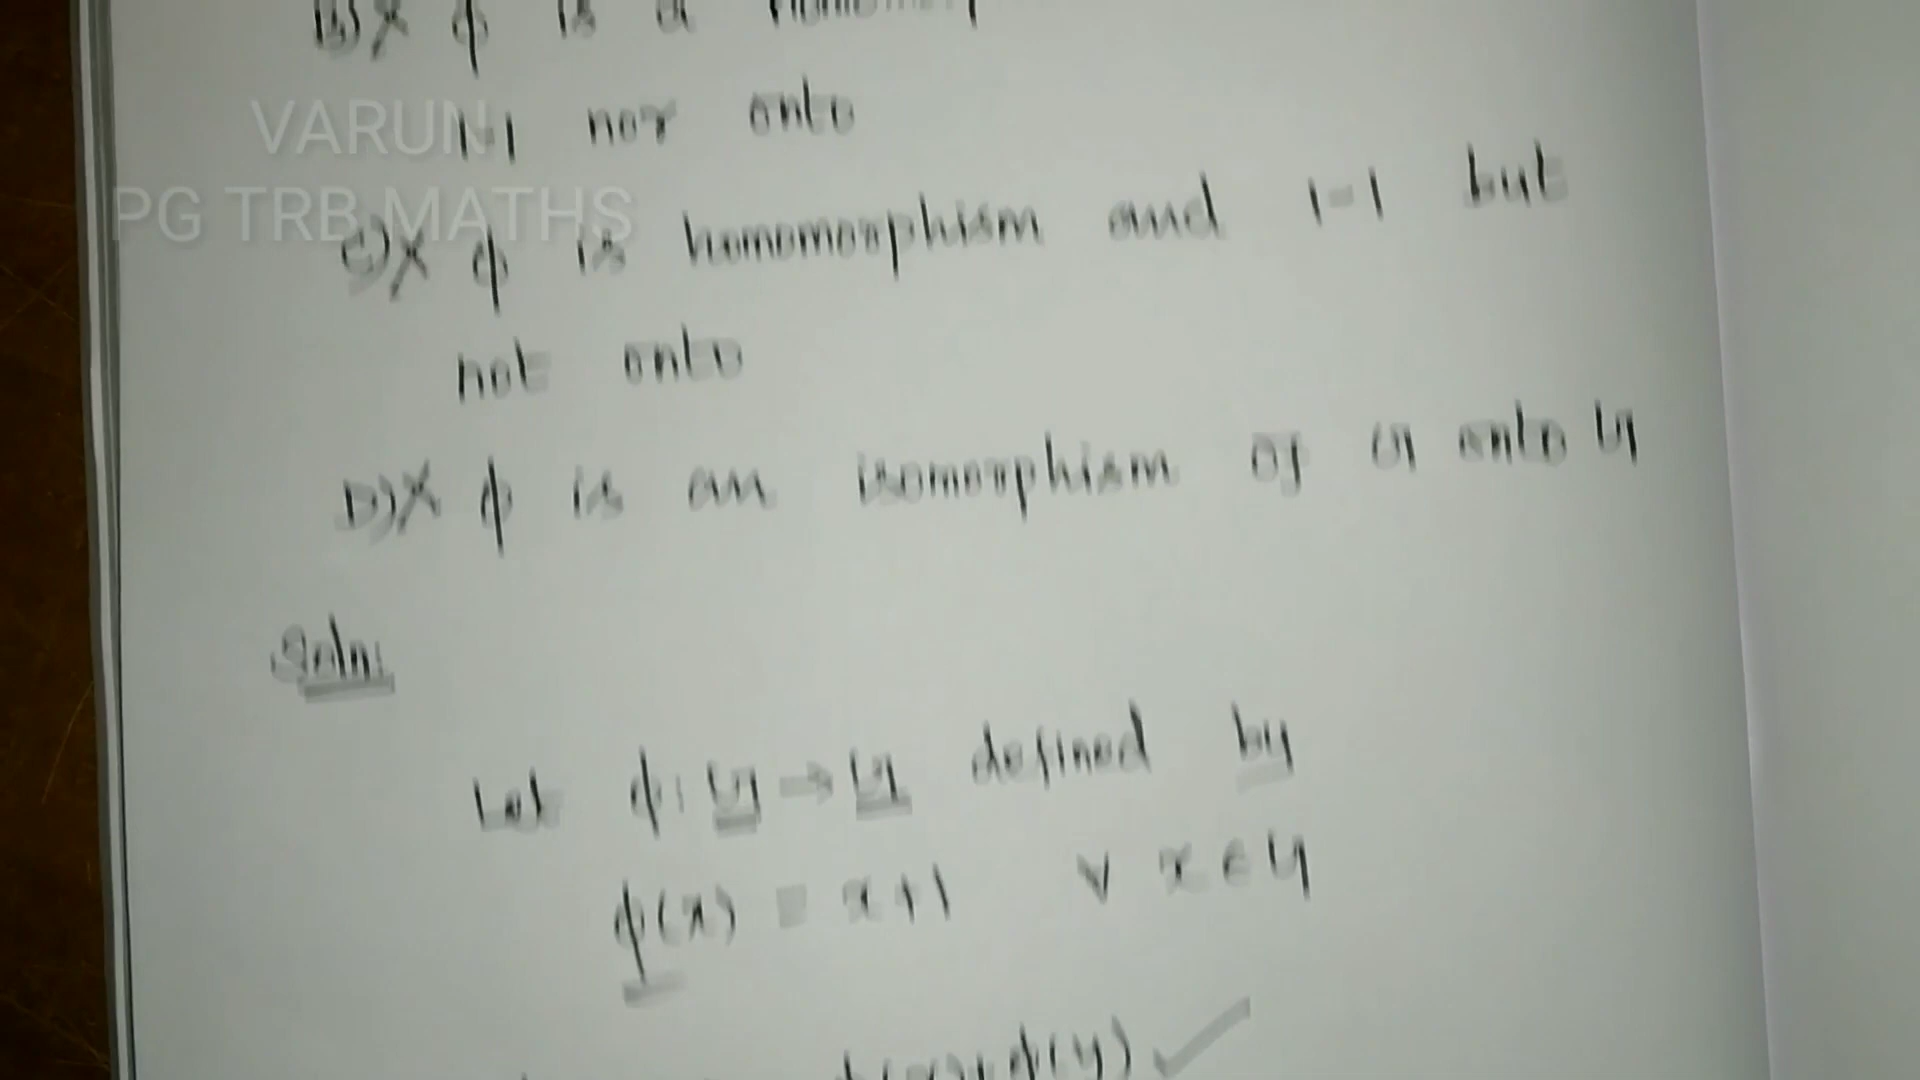 B)X ϕ is a
1-1 nor onto
VARUN
PG TRB MATHS
C)X ϕ is homomorphism and 1-1 but
not onto
D)X ϕ is an isomorphism of G onto G
Soln:
Let ϕ: G → G defined by
ϕ(x) = x+1 ∀ x ∈ G
ϕ(x)+ϕ(y) ✓